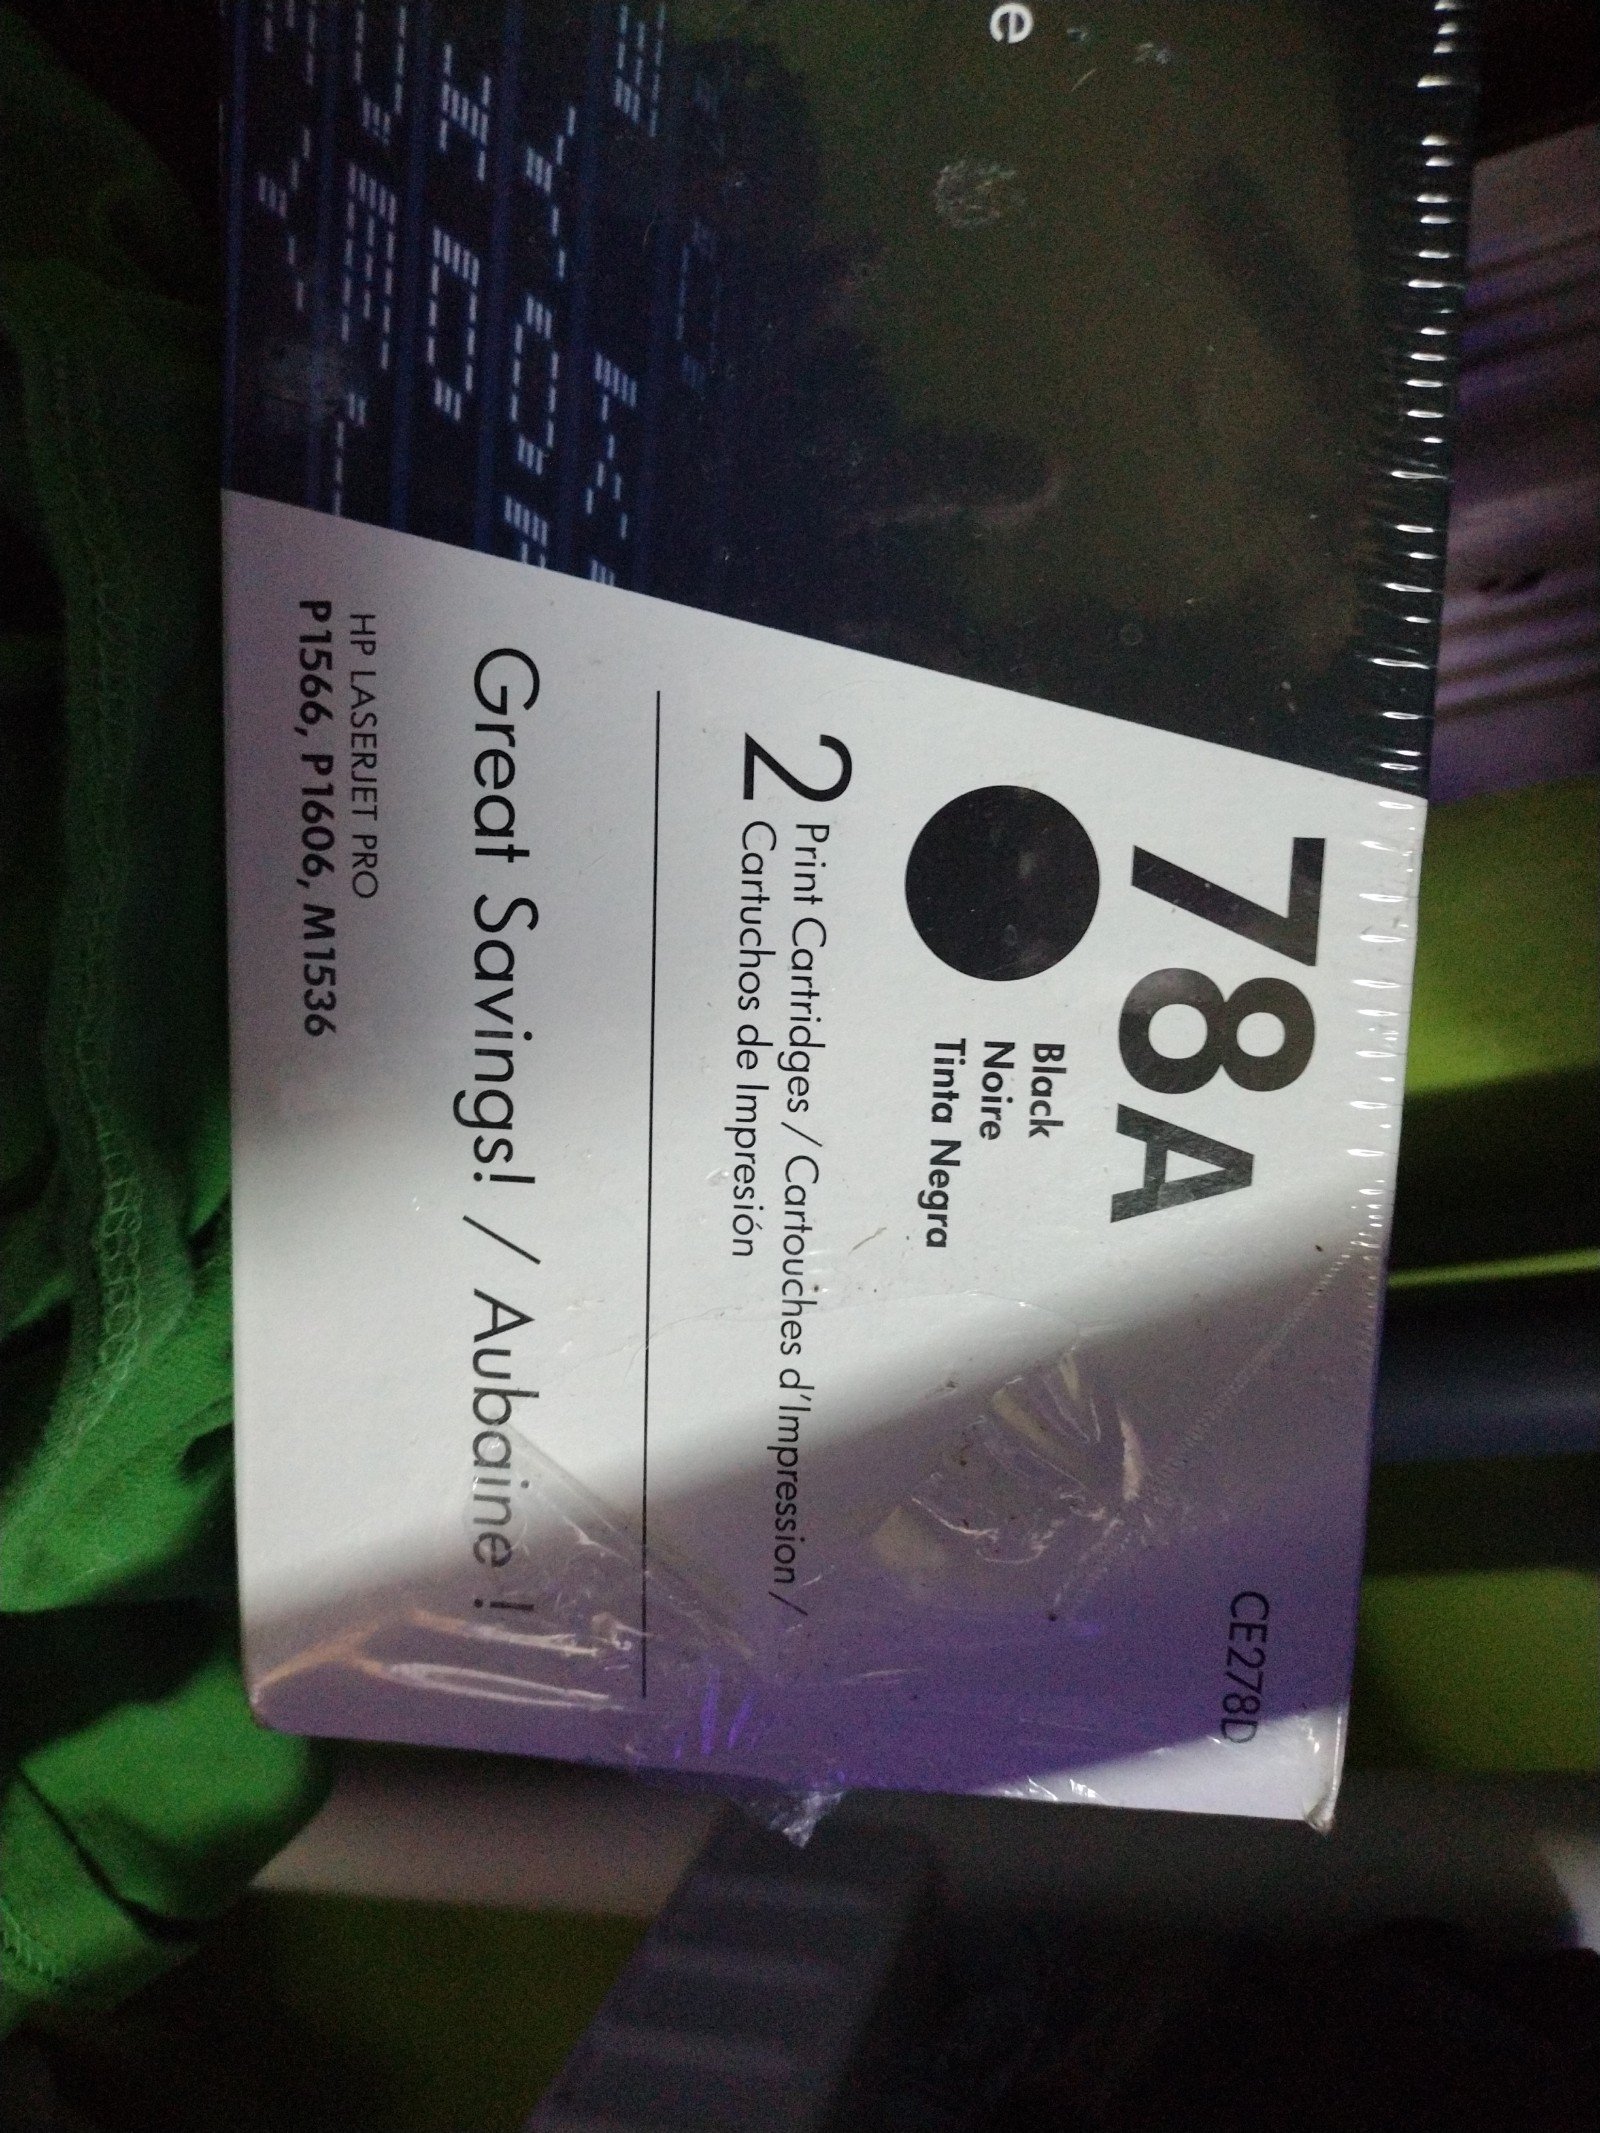 e
78A
CE278D
Black
Noire
Tinta Negra
2 Print Cartridges / Cartouches d'Impression /
Cartuchos de Impresión
Great Savings! / Aubaine !
HP LASERJET PRO
P1566, P1606, M1536